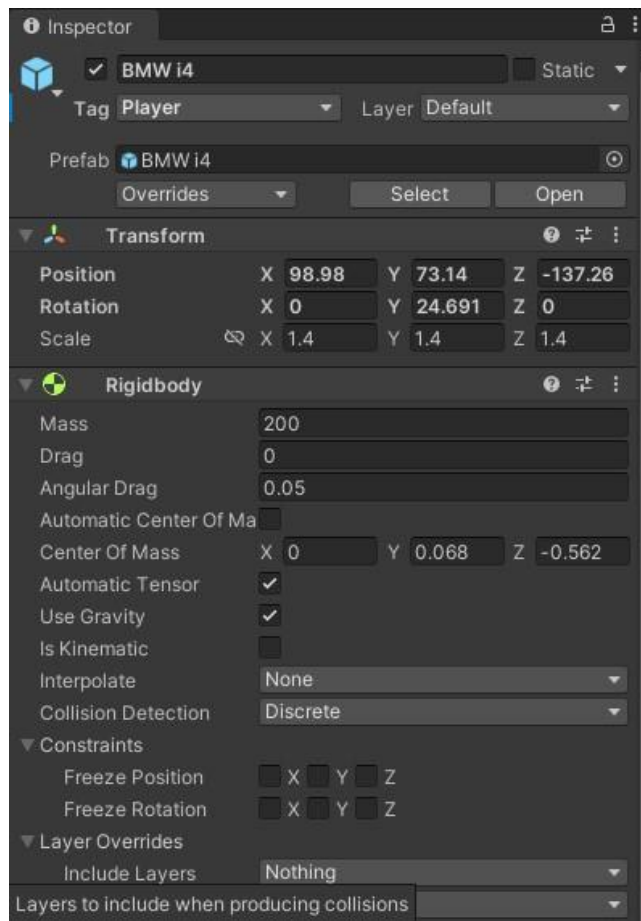 Inspector
BMW i4 Static
Tag Player Layer Default
Prefab BMW i4
Overrides Select Open
Transform
Position X 98.98 Y 73.14 Z -137.26
Rotation X 0 Y 24.691 Z 0
Scale X 1.4 Y 1.4 Z 1.4
Rigidbody
Mass 200
Drag 0
Angular Drag 0.05
Automatic Center Of Ma
Center Of Mass X 0 Y 0.068 Z -0.562
Automatic Tensor
Use Gravity
Is Kinematic
Interpolate None
Collision Detection Discrete
Constraints
Freeze Position X Y Z
Freeze Rotation X Y Z
Layer Overrides
Include Layers Nothing
Layers to include when producing collisions